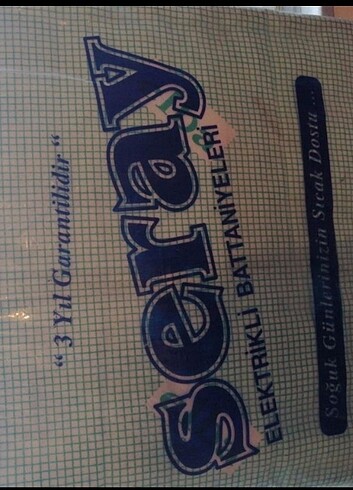 “ 3 Yıl Garantilidir “
Seray
ELEKTRİKLİ BATTANİYELERİ
Soğuk Günlerinizin Sıcak Dostu ...